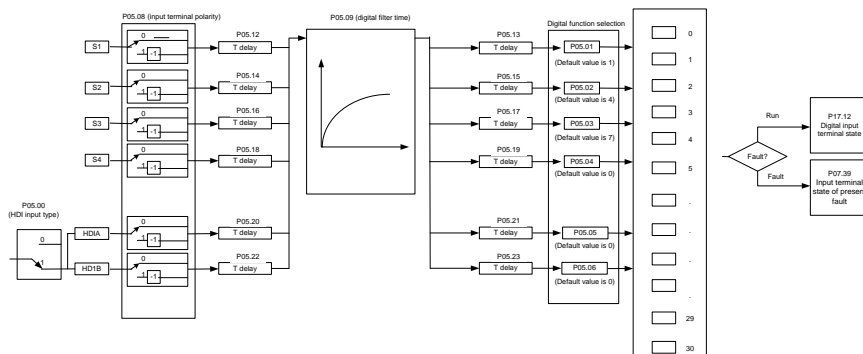 P05.08 (input terminal polarity)
P05.09 (digital filter time)
Digital function selection
S1
0
1
-1
P05.12
T delay
P05.13
T delay
P05.01
(Default value is 1)
S2
0
1
-1
P05.14
T delay
P05.15
T delay
P05.02
(Default value is 4)
S3
0
1
-1
P05.16
T delay
P05.17
T delay
P05.03
(Default value is 7)
S4
0
1
-1
P05.18
T delay
P05.19
T delay
P05.04
(Default value is 0)
P05.00
(HDI input type)
0
1
HDIA
0
1
-1
P05.20
T delay
P05.21
T delay
P05.05
(Default value is 0)
HD1B
0
1
-1
P05.22
T delay
P05.23
T delay
P05.06
(Default value is 0)
0
1
2
3
4
5
.
.
.
.
29
30
Fault?
Run
Fault
P17.12
Digital input
terminal state
P07.39
Input terminal
state of present
fault